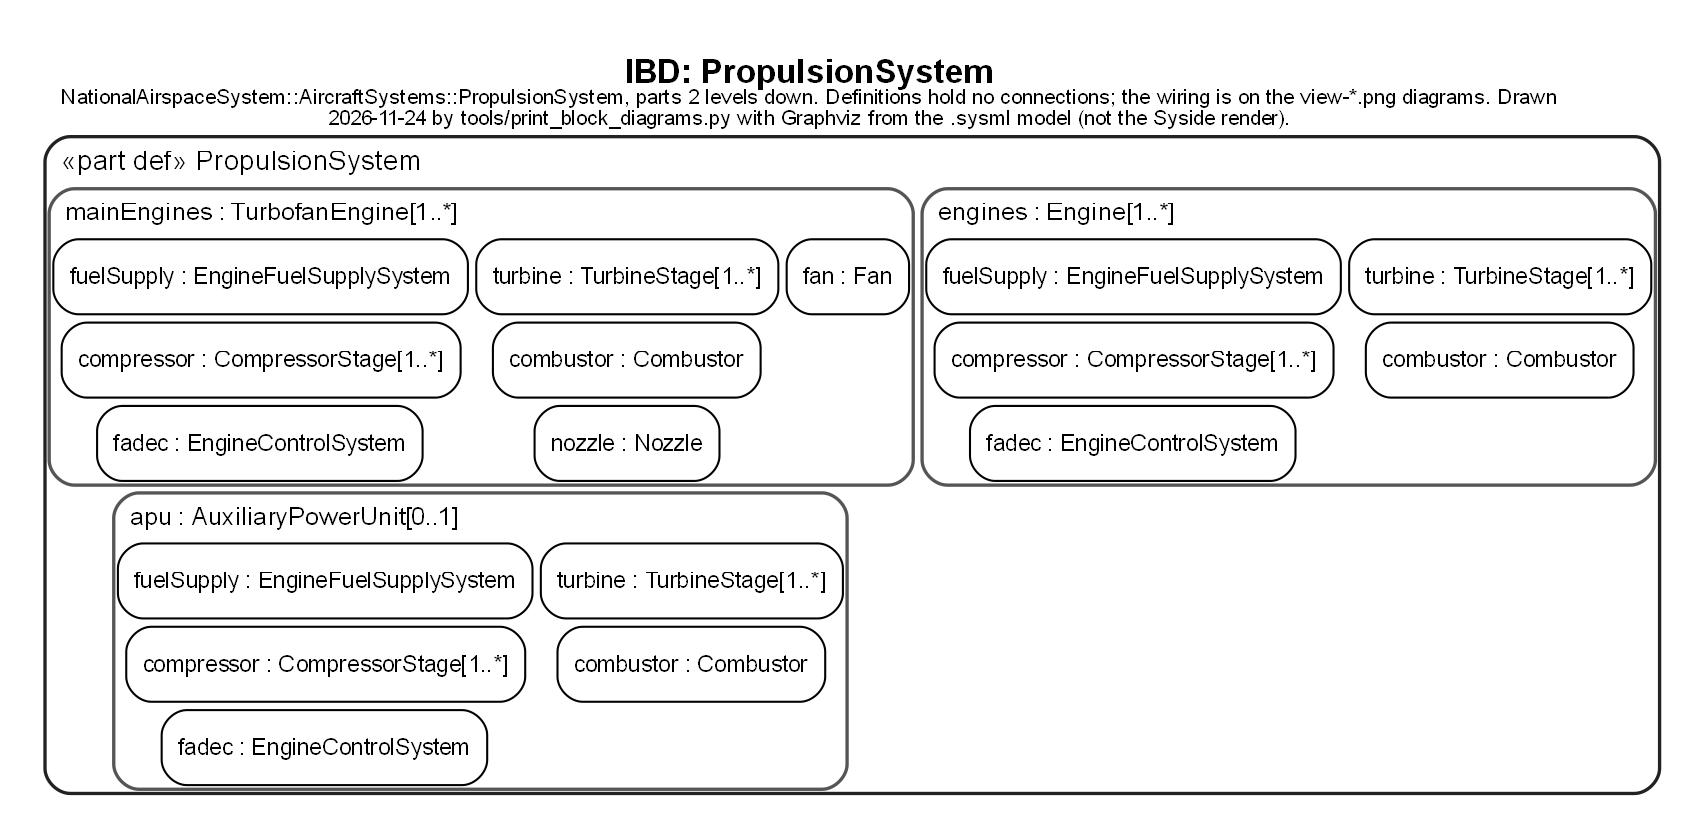 IBD: PropulsionSystem
NationalAirspaceSystem::AircraftSystems::PropulsionSystem, parts 2 levels down. Definitions hold no connections; the wiring is on the view-*.png diagrams. Drawn
2026-11-24 by tools/print_block_diagrams.py with Graphviz from the .sysml model (not the Syside render).
«part def» PropulsionSystem
mainEngines : TurbofanEngine[1..*]
fuelSupply : EngineFuelSupplySystem
turbine : TurbineStage[1..*]
fan : Fan
compressor : CompressorStage[1..*]
combustor : Combustor
fadec : EngineControlSystem
nozzle : Nozzle
engines : Engine[1..*]
fuelSupply : EngineFuelSupplySystem
turbine : TurbineStage[1..*]
compressor : CompressorStage[1..*]
combustor : Combustor
fadec : EngineControlSystem
apu : AuxiliaryPowerUnit[0..1]
fuelSupply : EngineFuelSupplySystem
turbine : TurbineStage[1..*]
compressor : CompressorStage[1..*]
combustor : Combustor
fadec : EngineControlSystem